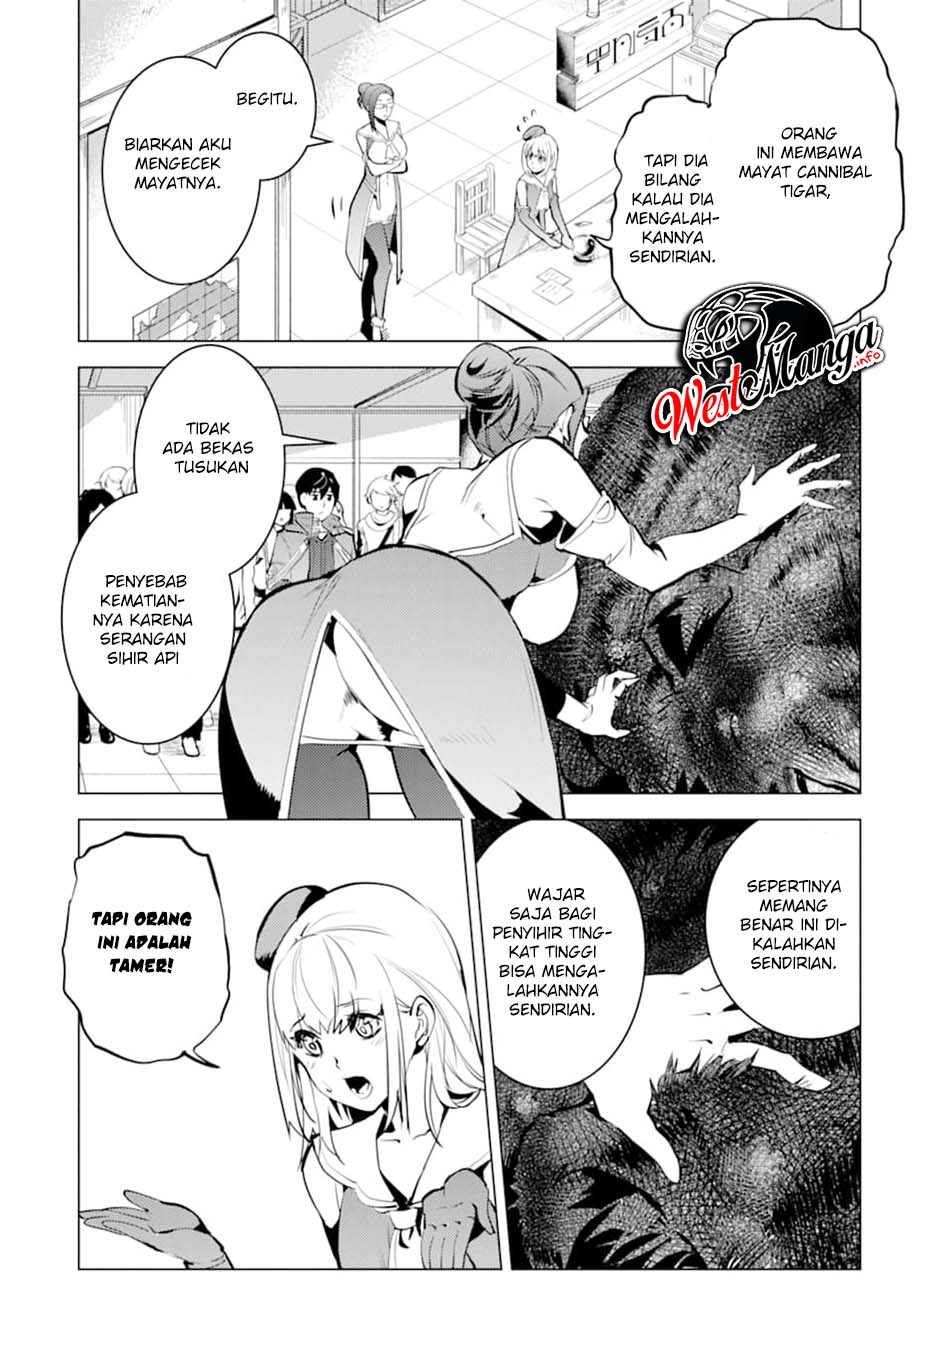 ORANG
INI MEMBAWA
MAYAT CANNIBAL
TIGAR,
TAPI DIA
BILANG
KALAU DIA
MENGALAH-
KANNYA
SENDIRIAN.
BEGITU.
BIARKAN AKU
MENGECEK
MAYATNYA.
WestManga
.info
TIDAK
ADA BEKAS
TUSUKAN
PENYEBAB
KEMATIAN-
NYA KARENA
SERANGAN
SIHIR API
SEPERTINYA
MEMANG
BENAR INI DI-
KALAHKAN
SENDIRIAN.
WAJAR
SAJA BAGI
PENYIHIR TING-
KAT TINGGI
BISA MENGA-
LAHKANNYA
SENDIRIAN.
TAPI ORANG
INI ADALAH
TAMER!